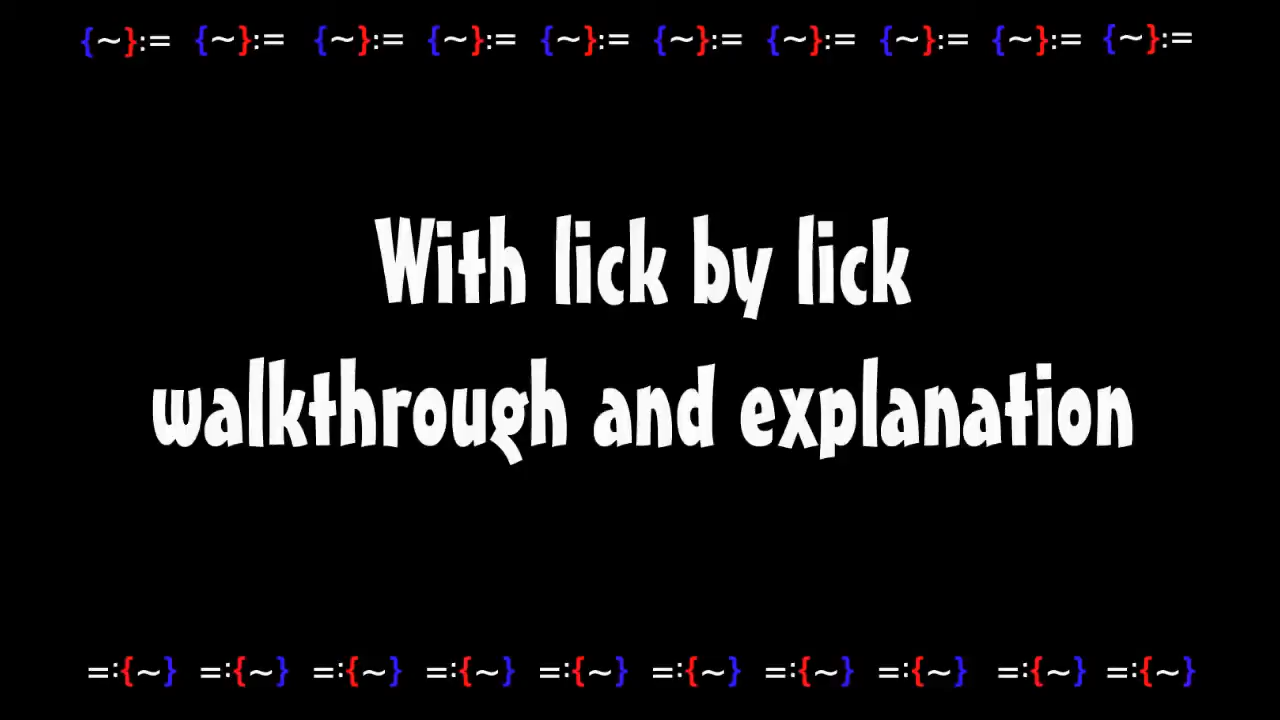 {~}:= {~}:= {~}:= {~}:= {~}:= {~}:= {~}:= {~}:= {~}:= {~}:=
With lick by lick
walkthrough and explanation
=:{~} =:{~} =:{~} =:{~} =:{~} =:{~} =:{~} =:{~} =:{~} =:{~}